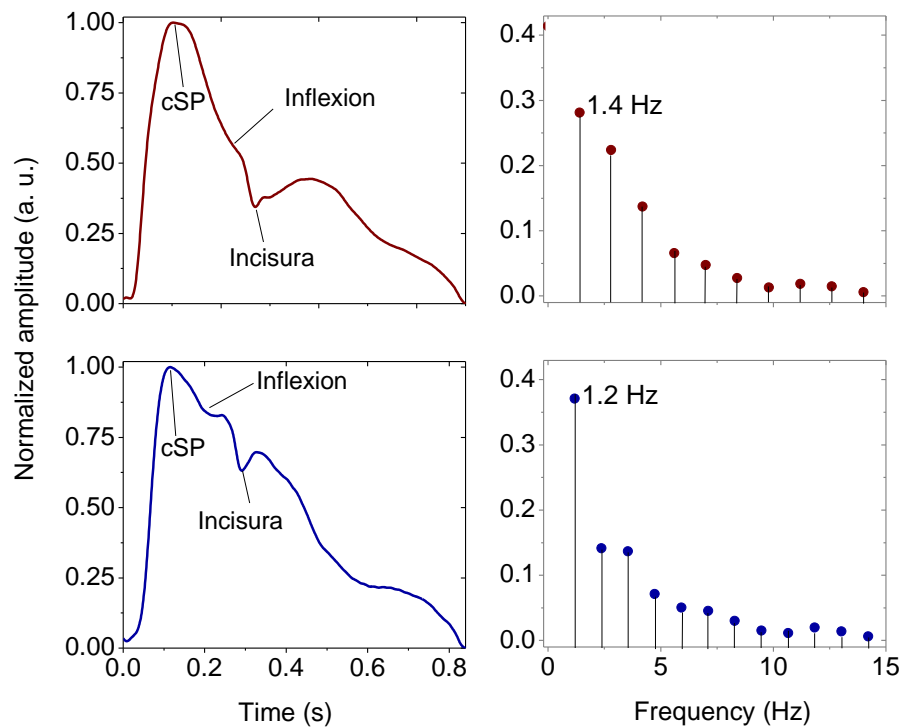 Normalized amplitude (a. u.)
1.00
0.75
0.50
0.25
0.00
cSP
Inflexion
Incisura
0.4
0.3
0.2
0.1
0.0
1.4 Hz
1.00
0.75
0.50
0.25
0.00
cSP
Inflexion
Incisura
0.0
0.2
0.4
0.6
0.8
Time (s)
0.4
0.3
0.2
0.1
0.0
1.2 Hz
0
5
10
15
Frequency (Hz)